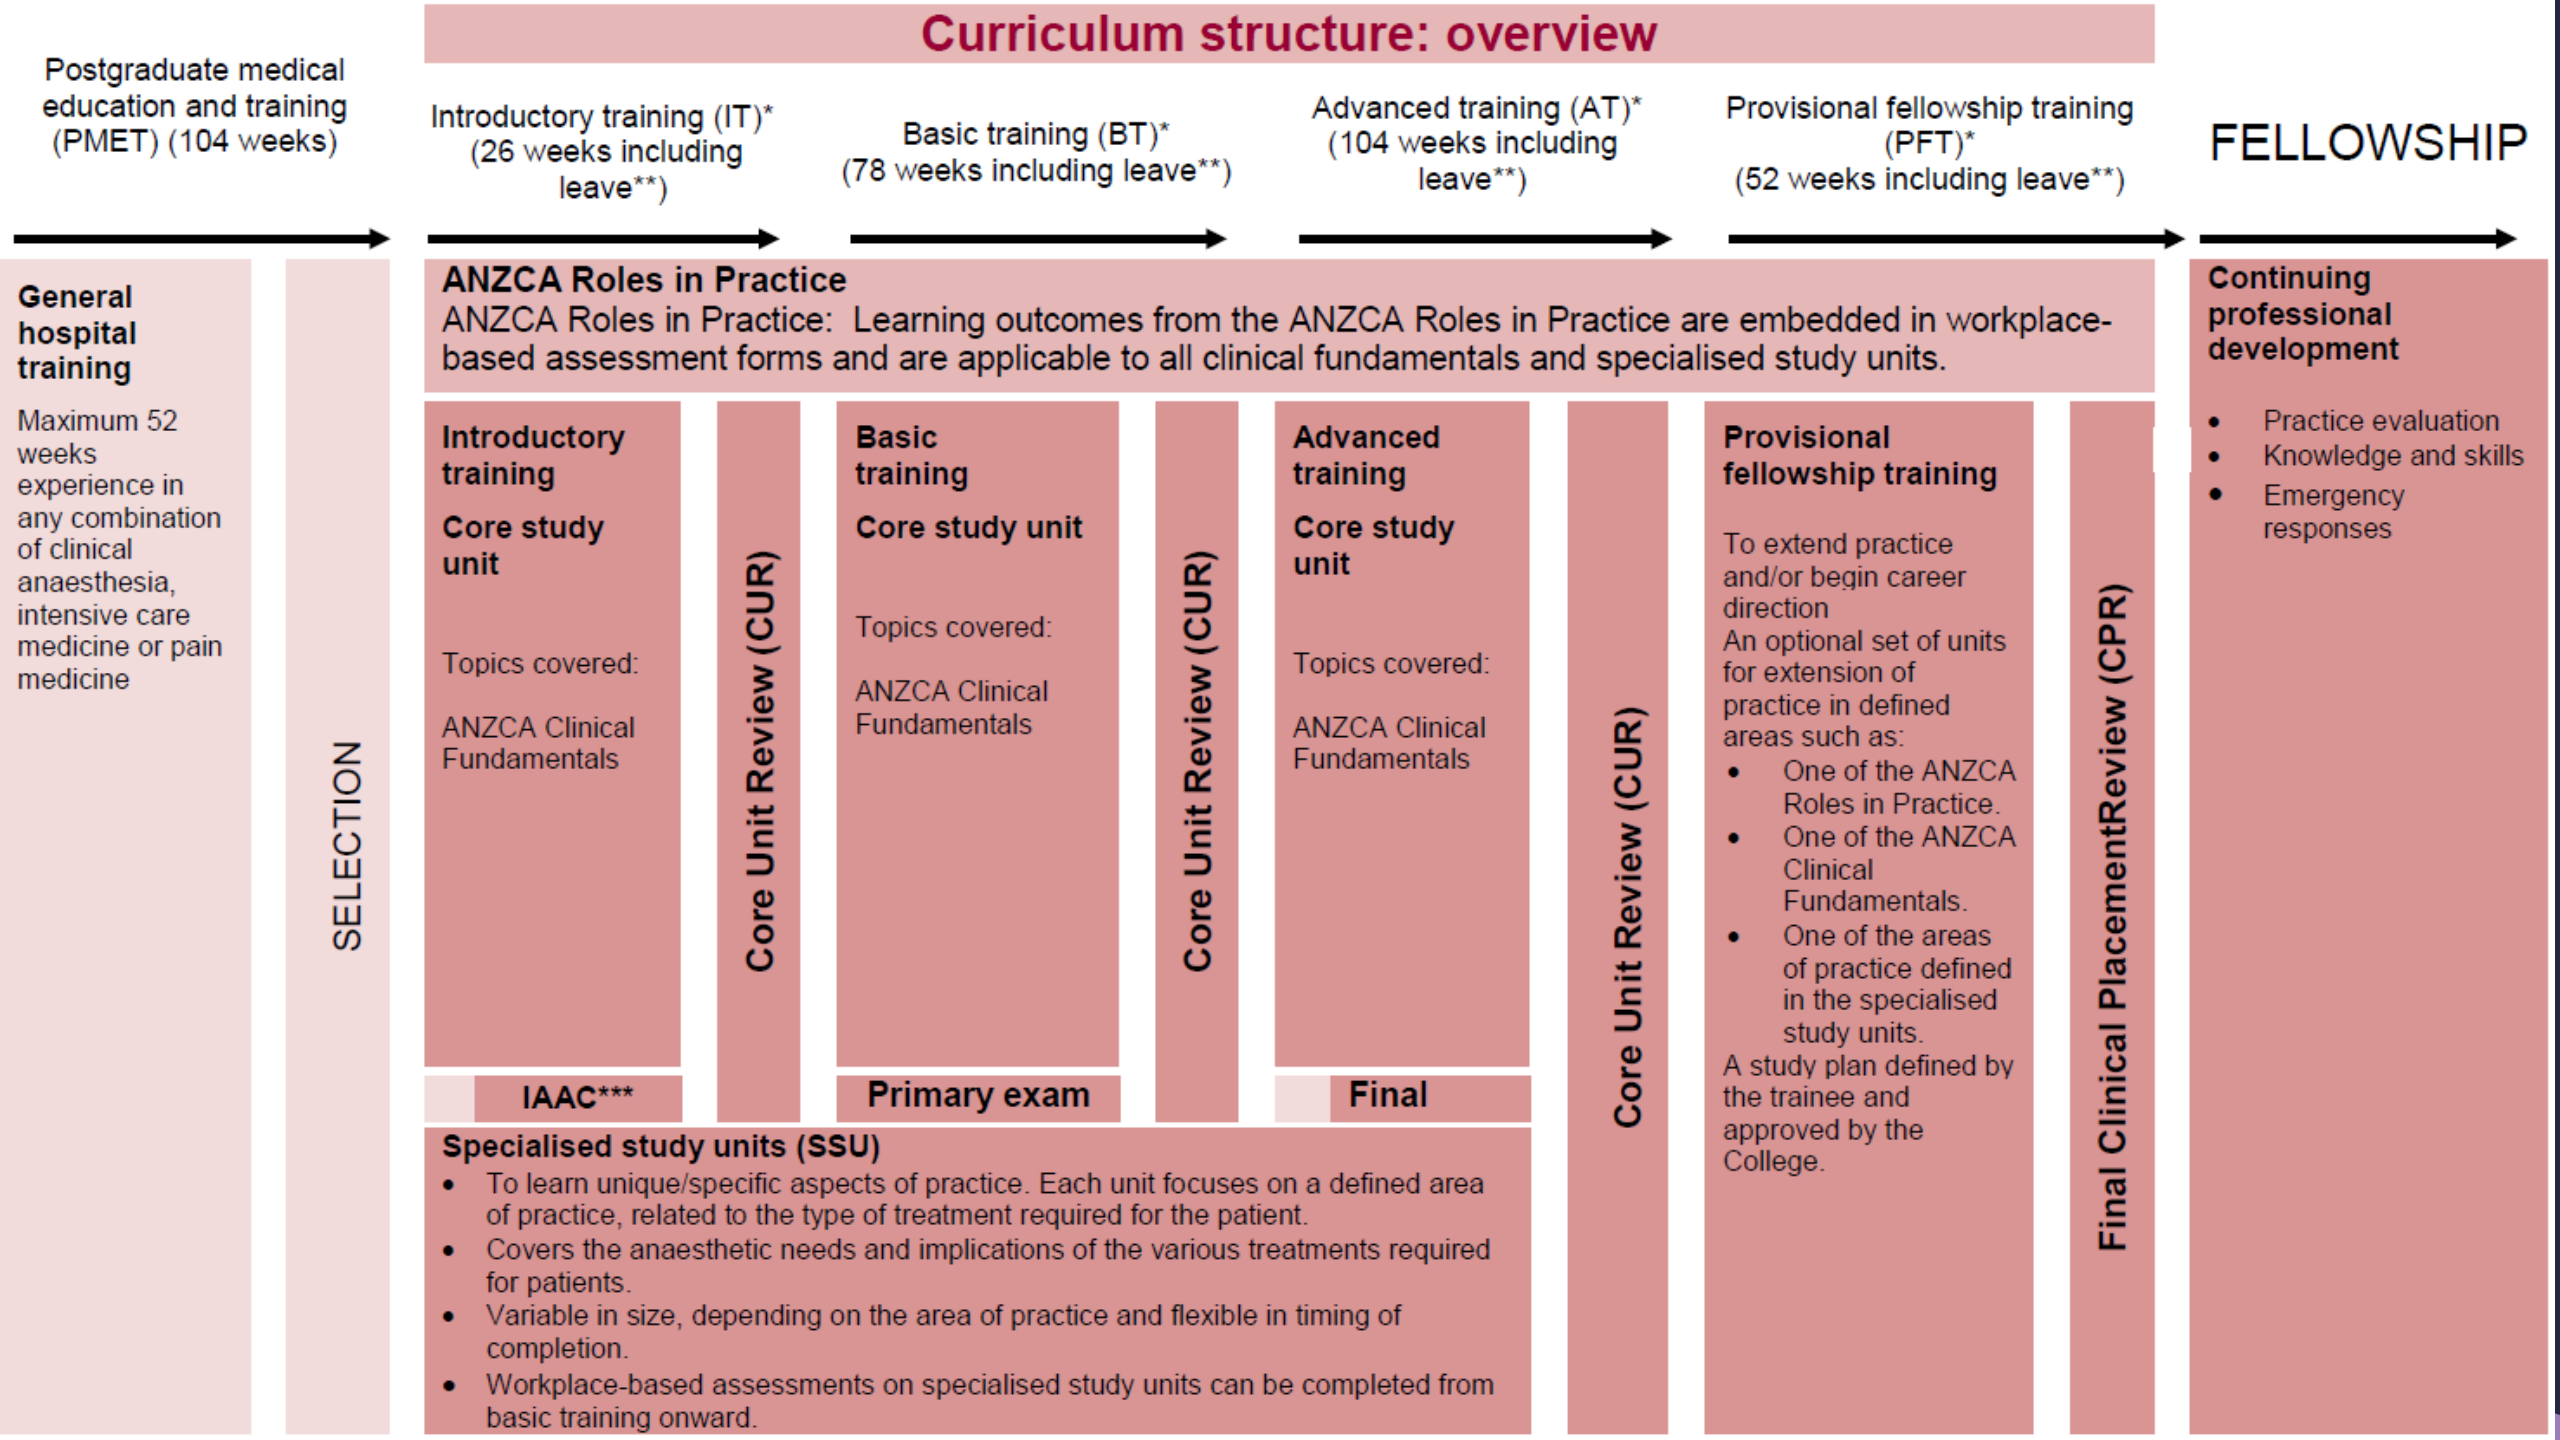 Curriculum structure: overview
Postgraduate medical
education and training
(PMET) (104 weeks)
Introductory training (IT)*
(26 weeks including
leave**)
Basic training (BT)*
(78 weeks including leave**)
Advanced training (AT)*
(104 weeks including
leave**)
Provisional fellowship training
(PFT)*
(52 weeks including leave**)
FELLOWSHIP
General
hospital
training
Maximum 52
weeks
experience in
any combination
of clinical
anaesthesia,
intensive care
medicine or pain
medicine
SELECTION
ANZCA Roles in Practice
ANZCA Roles in Practice: Learning outcomes from the ANZCA Roles in Practice are embedded in workplace-
based assessment forms and are applicable to all clinical fundamentals and specialised study units.
Introductory
training
Core study
unit
Topics covered:
ANZCA Clinical
Fundamentals
IAAC***
Core Unit Review (CUR)
Basic
training
Core study unit
Topics covered:
ANZCA Clinical
Fundamentals
Primary exam
Core Unit Review (CUR)
Advanced
training
Core study
unit
Topics covered:
ANZCA Clinical
Fundamentals
Final
Specialised study units (SSU)
• To learn unique/specific aspects of practice. Each unit focuses on a defined area
of practice, related to the type of treatment required for the patient.
• Covers the anaesthetic needs and implications of the various treatments required
for patients.
• Variable in size, depending on the area of practice and flexible in timing of
completion.
• Workplace-based assessments on specialised study units can be completed from
basic training onward.
Core Unit Review (CUR)
Provisional
fellowship training
To extend practice
and/or begin career
direction
An optional set of units
for extension of
practice in defined
areas such as:
• One of the ANZCA
Roles in Practice.
• One of the ANZCA
Clinical
Fundamentals.
• One of the areas
of practice defined
in the specialised
study units.
A study plan defined by
the trainee and
approved by the
College.
Final Clinical PlacementReview (CPR)
Continuing
professional
development
• Practice evaluation
• Knowledge and skills
• Emergency
responses